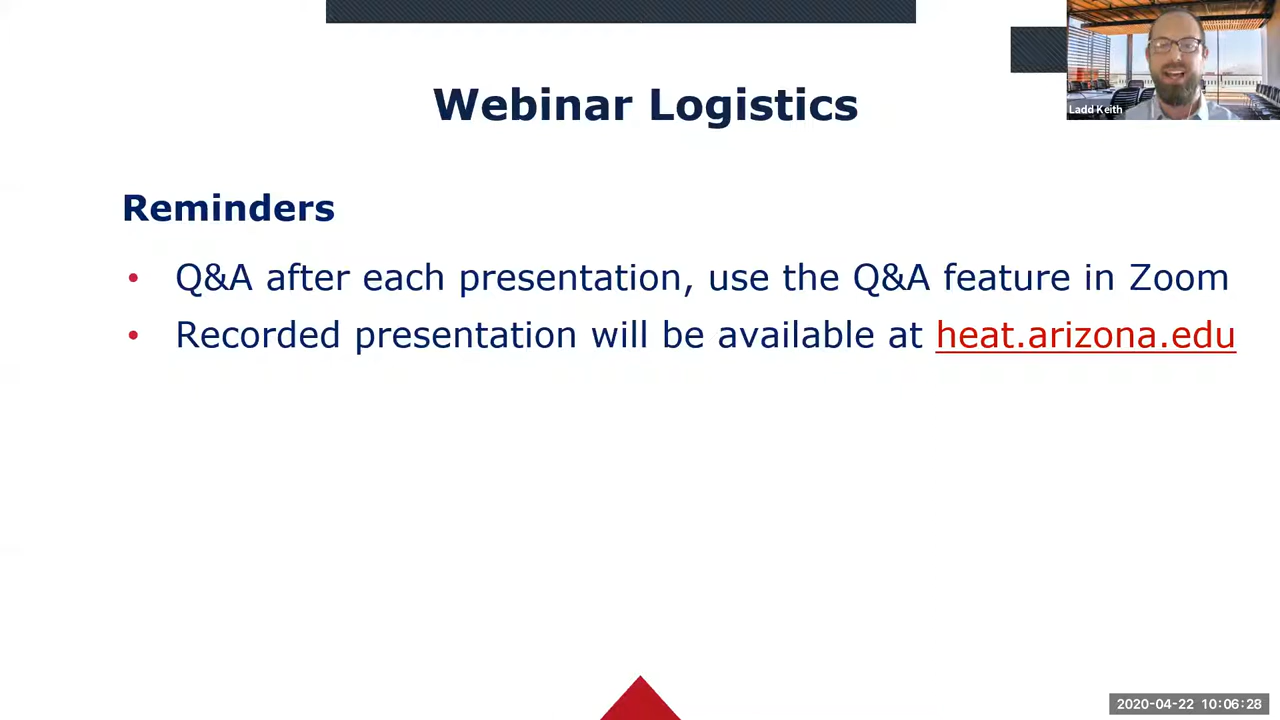 Webinar Logistics
Ladd Keith
Reminders
• Q&A after each presentation, use the Q&A feature in Zoom
• Recorded presentation will be available at heat.arizona.edu
2020-04-22 10:06:28